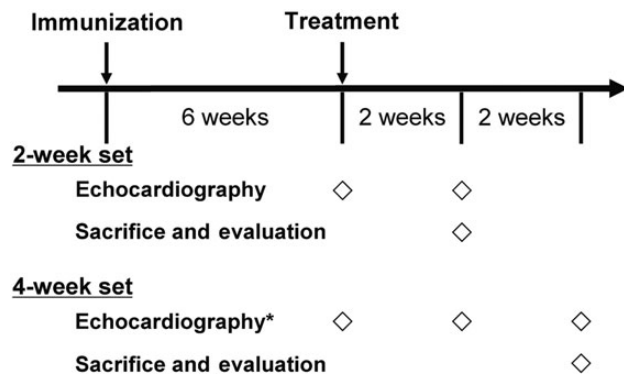 Immunization Treatment
6 weeks 2 weeks 2 weeks
2-week set
Echocardiography
Sacrifice and evaluation
4-week set
Echocardiography*
Sacrifice and evaluation